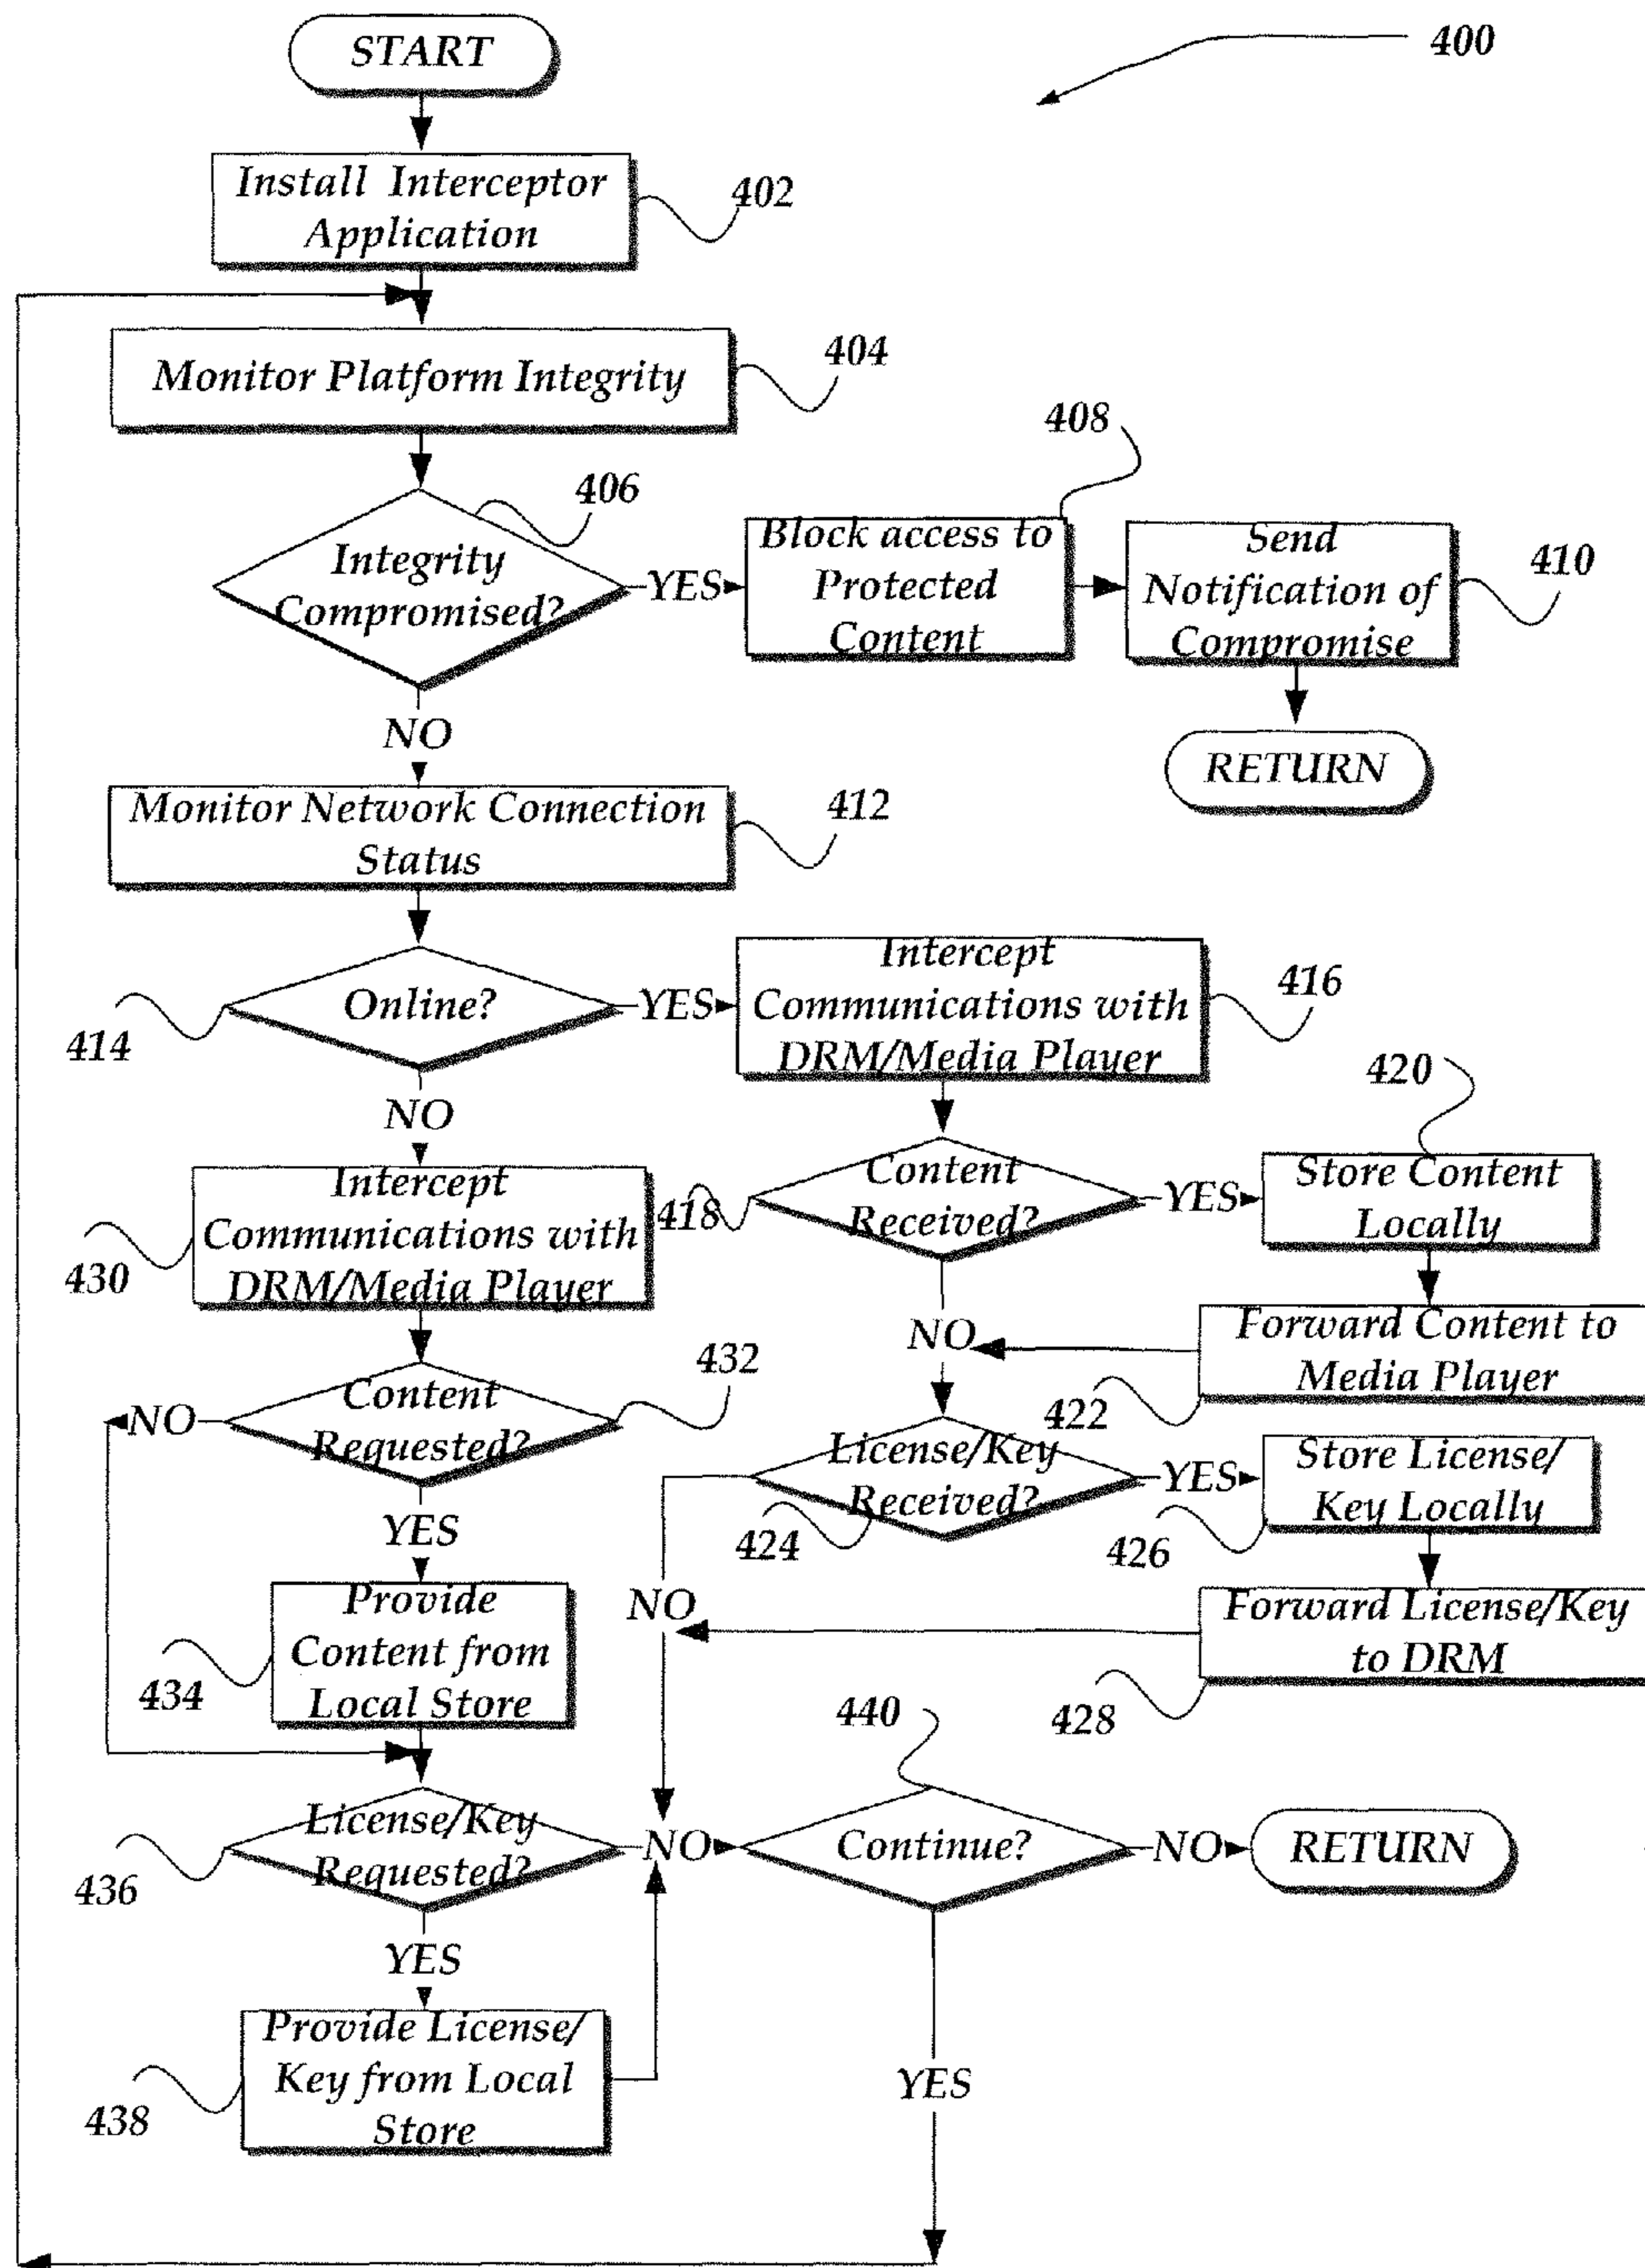 START
400
Install Interceptor
Application
402
Monitor Platform Integrity
404
408
406
Integrity
Compromised?
YES
Block access to
Protected
Content
Send
Notification of
Compromise
410
NO
RETURN
Monitor Network Connection
Status
412
Online?
414
YES
Intercept
Communications with
DRM/Media Player
416
NO
420
Intercept
Communications with
DRM/Media Player
430
418
Content
Received?
YES
Store Content
Locally
NO
Forward Content to
Media Player
422
432
Content
Requested?
NO
YES
License/Key
Received?
424
YES
Store License/
Key Locally
426
NO
Forward License/Key
to DRM
428
Provide
Content from
Local Store
434
440
License/Key
Requested?
436
NO
Continue?
NO
RETURN
YES
Provide License/
Key from Local
Store
438
YES